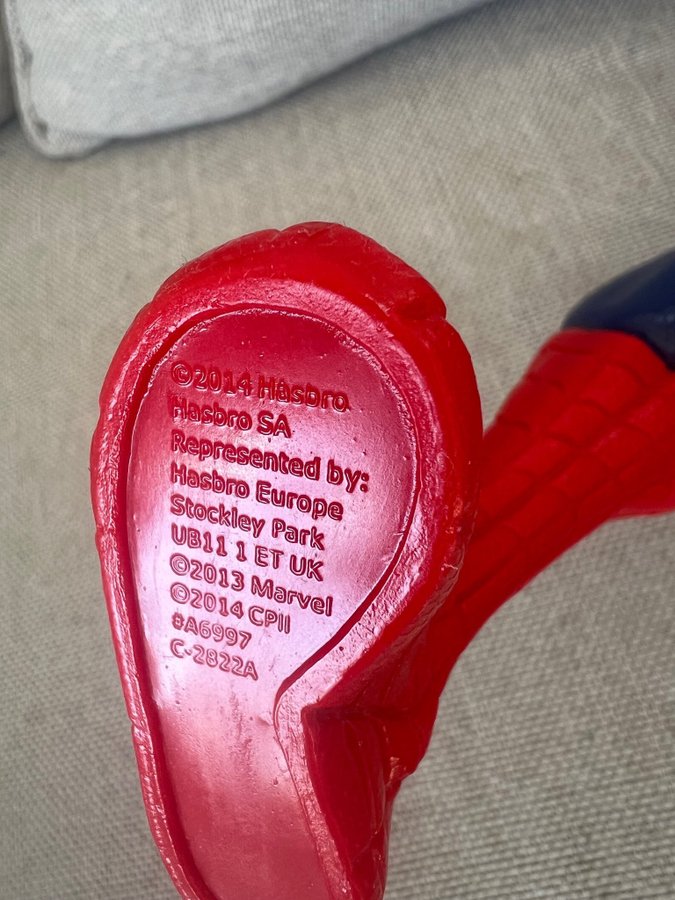 ©2014 Hasbro
Hasbro SA
Represented by:
Hasbro Europe
Stockley Park
UB11 1 ET UK
©2013 Marvel
©2014 CPII
#A6997
C-2822A